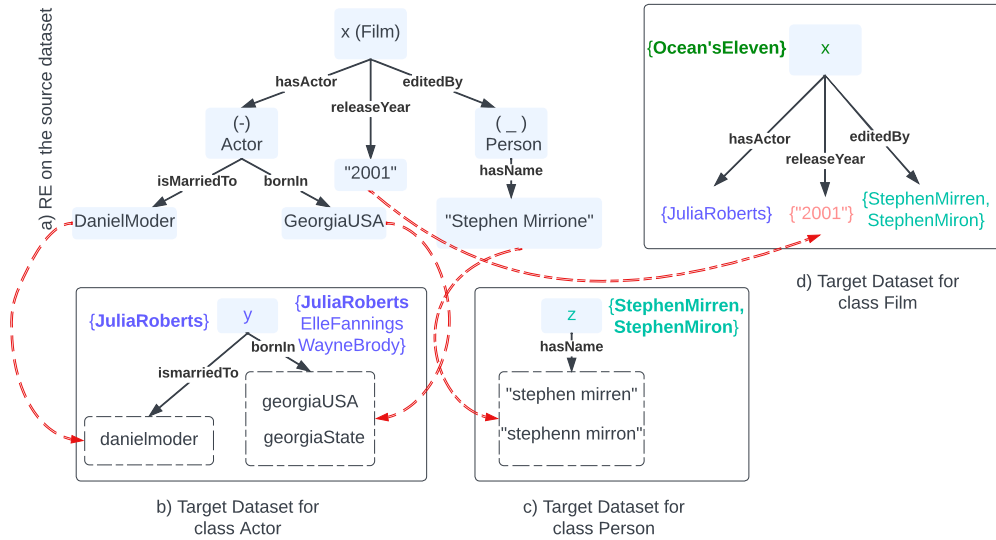 a) RE on the source dataset
x (Film)
hasActor
editedBy
releaseYear
(-)
Actor
( _ )
Person
isMarriedTo
bornIn
"2001"
hasName
DanielModer
GeorgiaUSA
"Stephen Mirrione"
{Ocean'sEleven}
x
hasActor
editedBy
releaseYear
{JuliaRoberts}
{"2001"}
{StephenMirren,
StephenMiron}
d) Target Dataset for
class Film
{JuliaRoberts}
y
{JuliaRoberts
ElleFannings
WayneBrody}
bornIn
ismarriedTo
danielmoder
georgiaUSA
georgiaState
b) Target Dataset for
class Actor
z
{StephenMirren,
StephenMiron}
hasName
"stephen mirren"
"stephenn mirron"
c) Target Dataset for
class Person